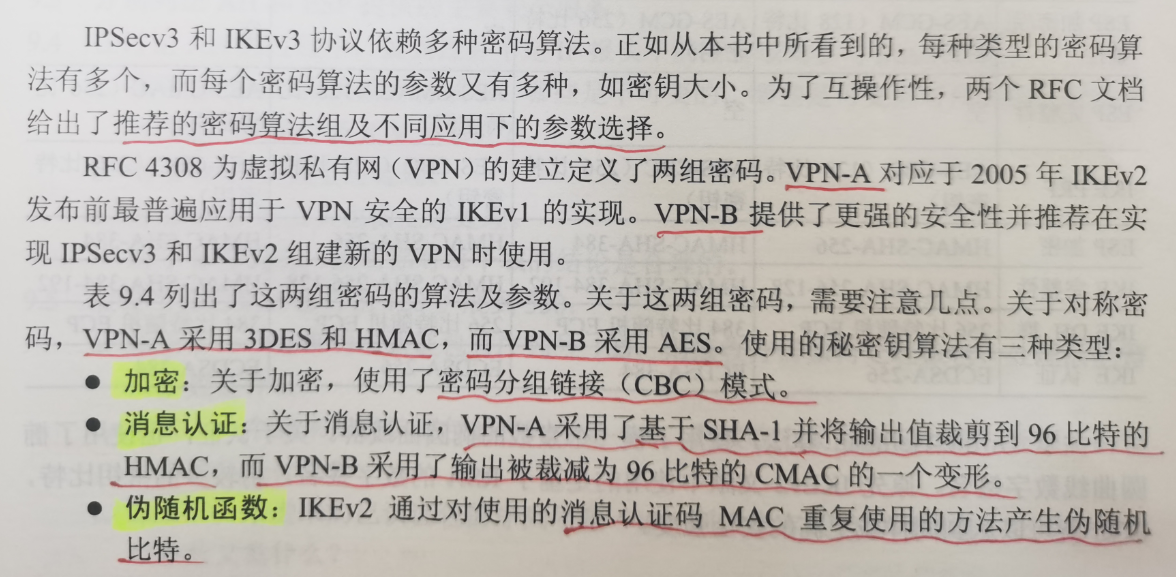 IPSecv3 和 IKEv3 协议依赖多种密码算法。正如从本书中所看到的，每种类型的密码算
法有多个，而每个密码算法的参数又有多种，如密钥大小。为了互操作性，两个 RFC 文档
给出了推荐的密码算法组及不同应用下的参数选择。
RFC 4308 为虚拟私有网（VPN）的建立定义了两组密码。VPN-A 对应于 2005 年 IKEv2
发布前最普遍应用于 VPN 安全的 IKEv1 的实现。VPN-B 提供了更强的安全性并推荐在实
现 IPSecv3 和 IKEv2 组建新的 VPN 时使用。
表 9.4 列出了这两组密码的算法及参数。关于这两组密码，需要注意几点。关于对称密
码，VPN-A 采用 3DES 和 HMAC，而 VPN-B 采用 AES。使用的秘密钥算法有三种类型：
● 加密：关于加密，使用了密码分组链接（CBC）模式。
● 消息认证：关于消息认证，VPN-A 采用了基于 SHA-1 并将输出值裁剪到 96 比特的
HMAC，而 VPN-B 采用了输出被裁减为 96 比特的 CMAC 的一个变形。
● 伪随机函数：IKEv2 通过对使用的消息认证码 MAC 重复使用的方法产生伪随机
比特。